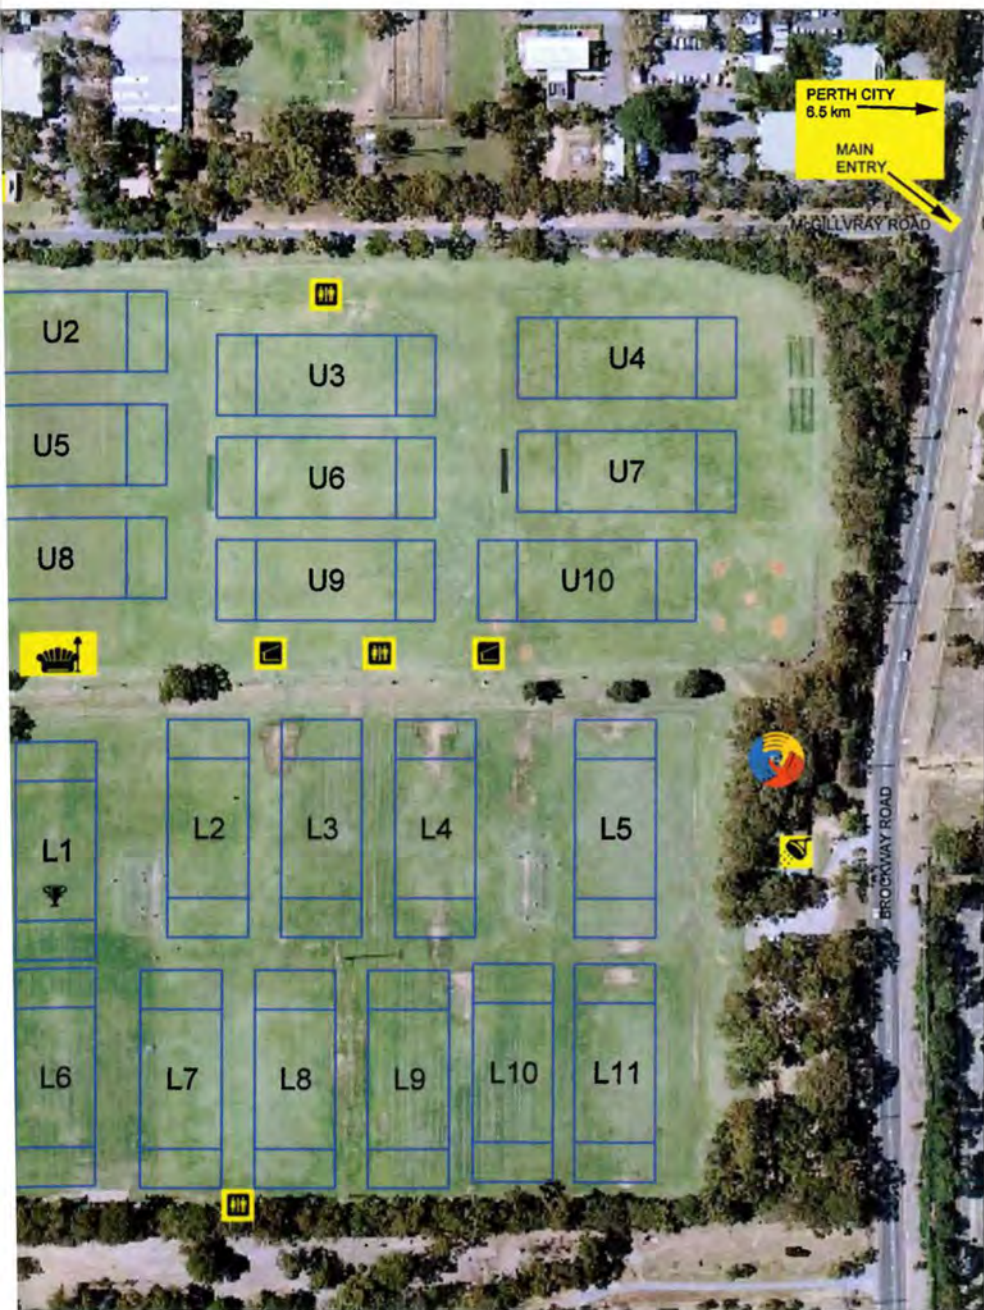 PERTH CITY
6.5 km
MAIN
ENTRY
McGILLVRAY ROAD
U2
U3
U4
U5
U6
U7
U8
U9
U10
L1
L2
L3
L4
L5
BROCKWAY ROAD
L6
L7
L8
L9
L10
L11